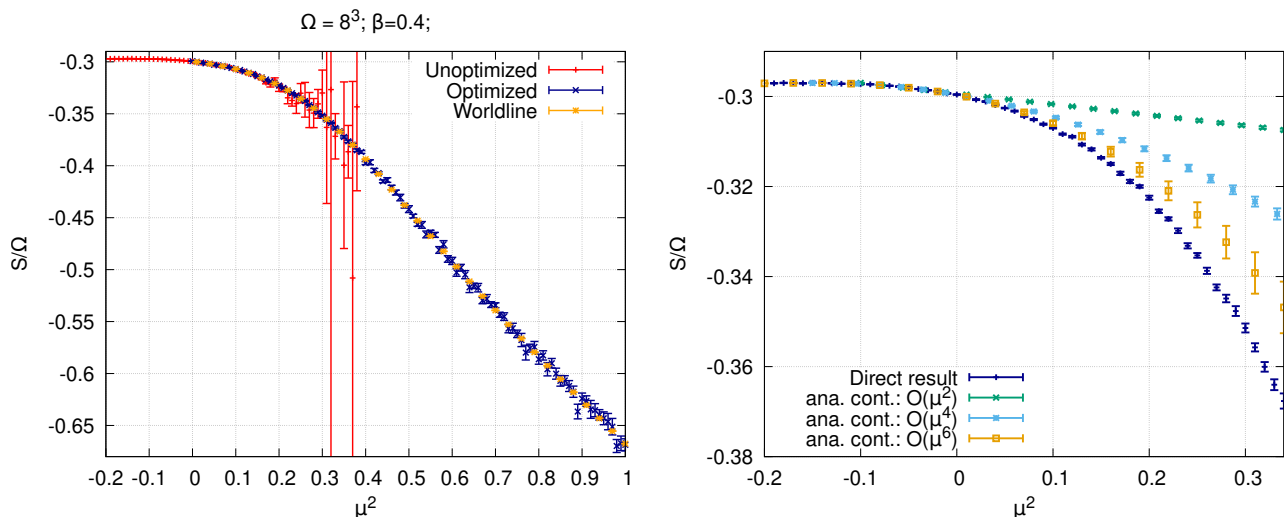 Ω = 8³; β=0.4;
S/Ω
-0.3
-0.35
-0.4
-0.45
-0.5
-0.55
-0.6
-0.65
Unoptimized
Optimized
Worldline
-0.2 -0.1 0 0.1 0.2 0.3 0.4 0.5 0.6 0.7 0.8 0.9 1
μ²
S/Ω
-0.3
-0.32
-0.34
-0.36
-0.38
Direct result
ana. cont.: O(μ²)
ana. cont.: O(μ⁴)
ana. cont.: O(μ⁶)
-0.2 -0.1 0 0.1 0.2 0.3
μ²